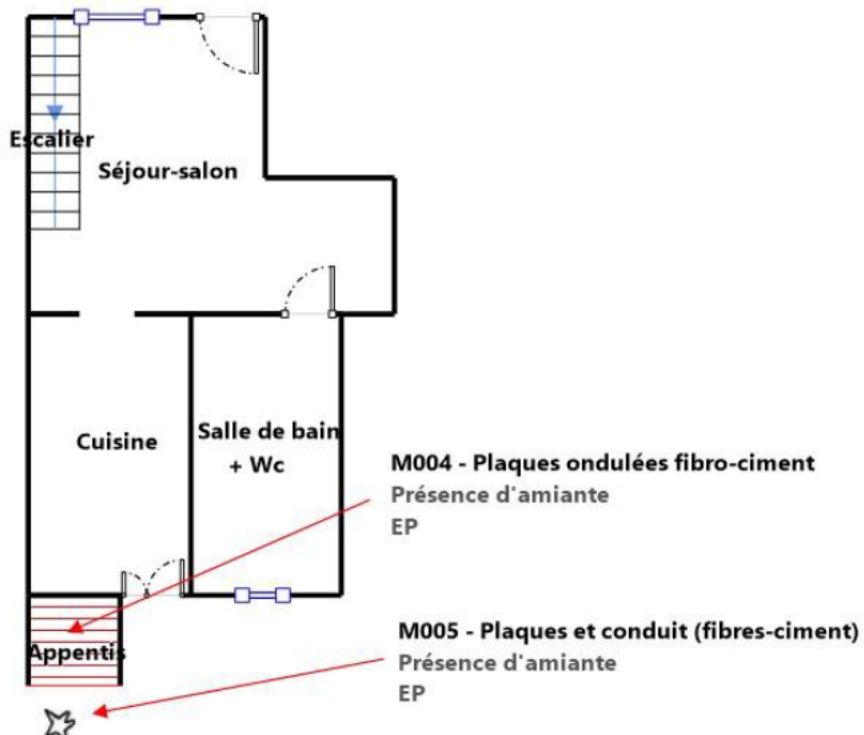 Escalier
Séjour-salon
Cuisine
Salle de bain
+ Wc
M004 - Plaques ondulées fibro-ciment
Présence d'amiante
EP
Appentis
M005 - Plaques et conduit (fibres-ciment)
Présence d'amiante
EP